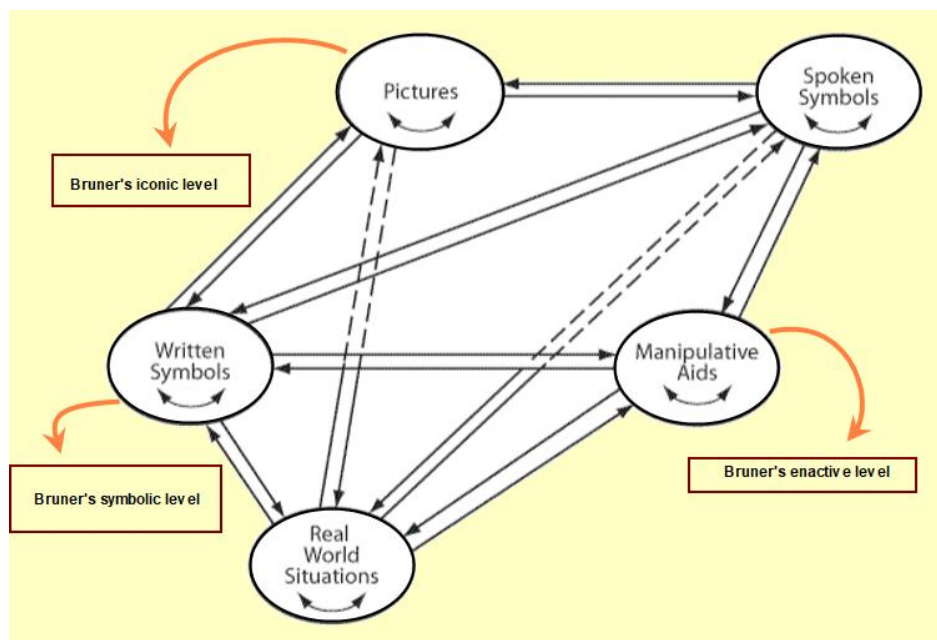 Pictures
Spoken
Symbols
Bruner's iconic level
Written
Symbols
Manipulative
Aids
Bruner's enactive level
Bruner's symbolic level
Real
World
Situations